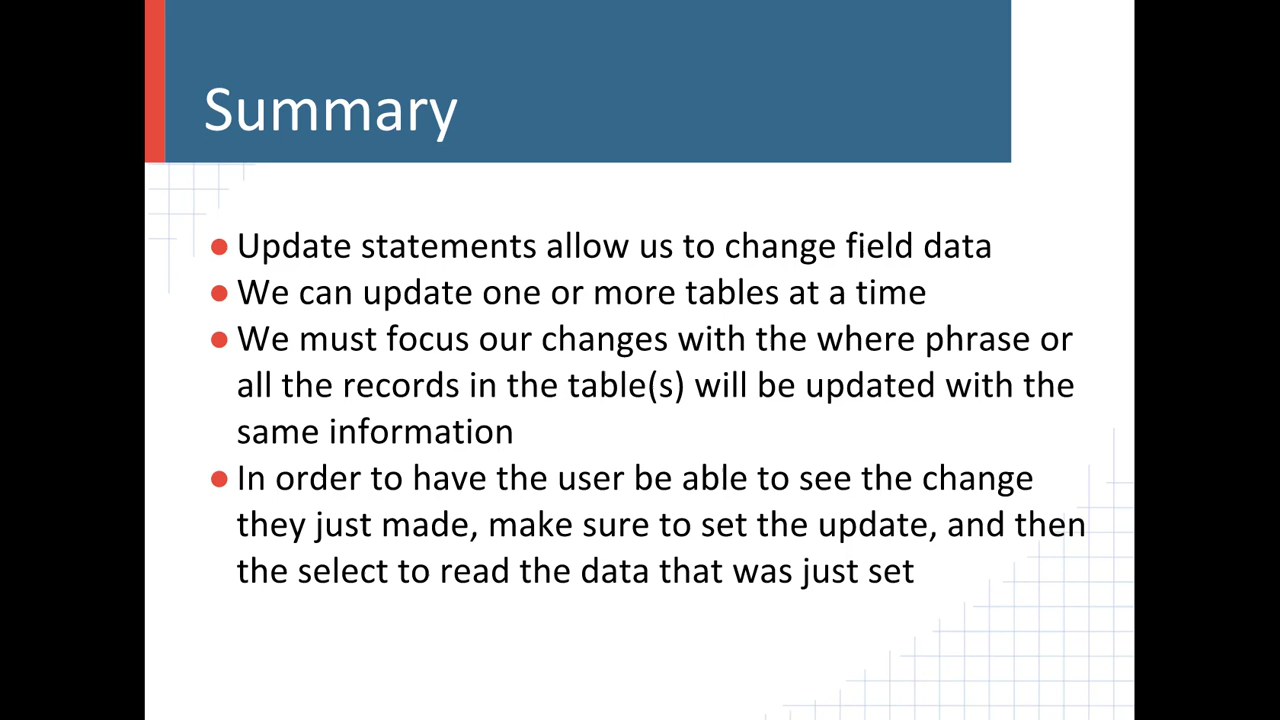 Summary
● Update statements allow us to change field data
● We can update one or more tables at a time
● We must focus our changes with the where phrase or
all the records in the table(s) will be updated with the
same information
● In order to have the user be able to see the change
they just made, make sure to set the update, and then
the select to read the data that was just set